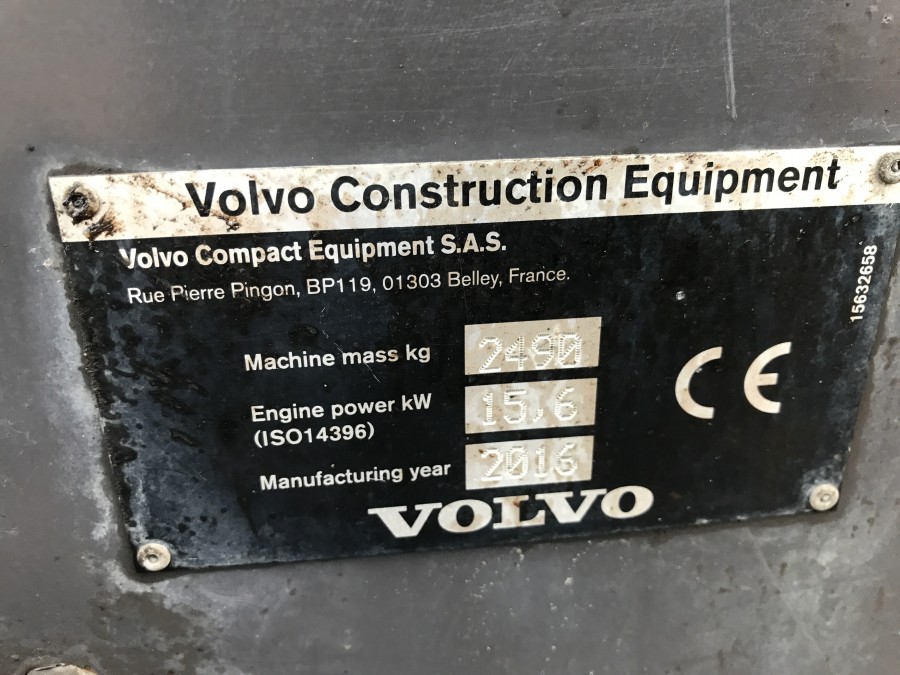 Volvo Construction Equipment
Volvo Compact Equipment S.A.S.
Rue Pierre Pingon, BP119, 01303 Belley, France.
15632658
Machine mass kg 2490
Engine power kW 15.6
(ISO14396)
Manufacturing year 2016
CE
VOLVO